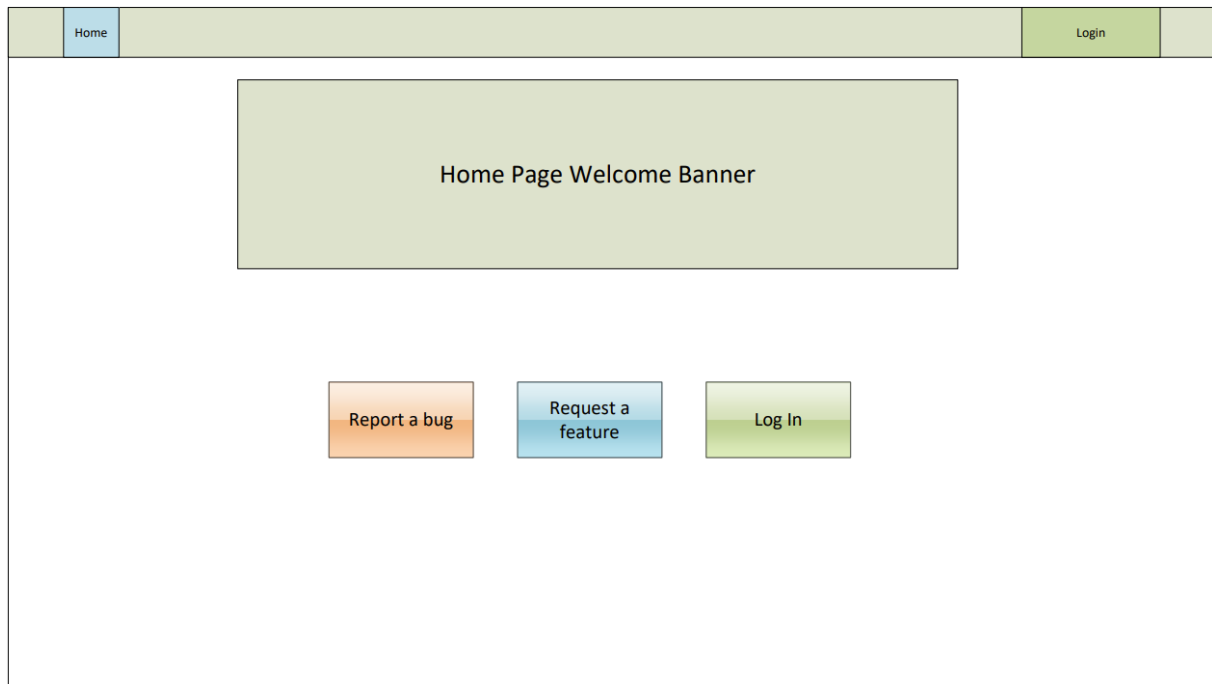 Home
Login
Home Page Welcome Banner
Report a bug
Request a
feature
Log In